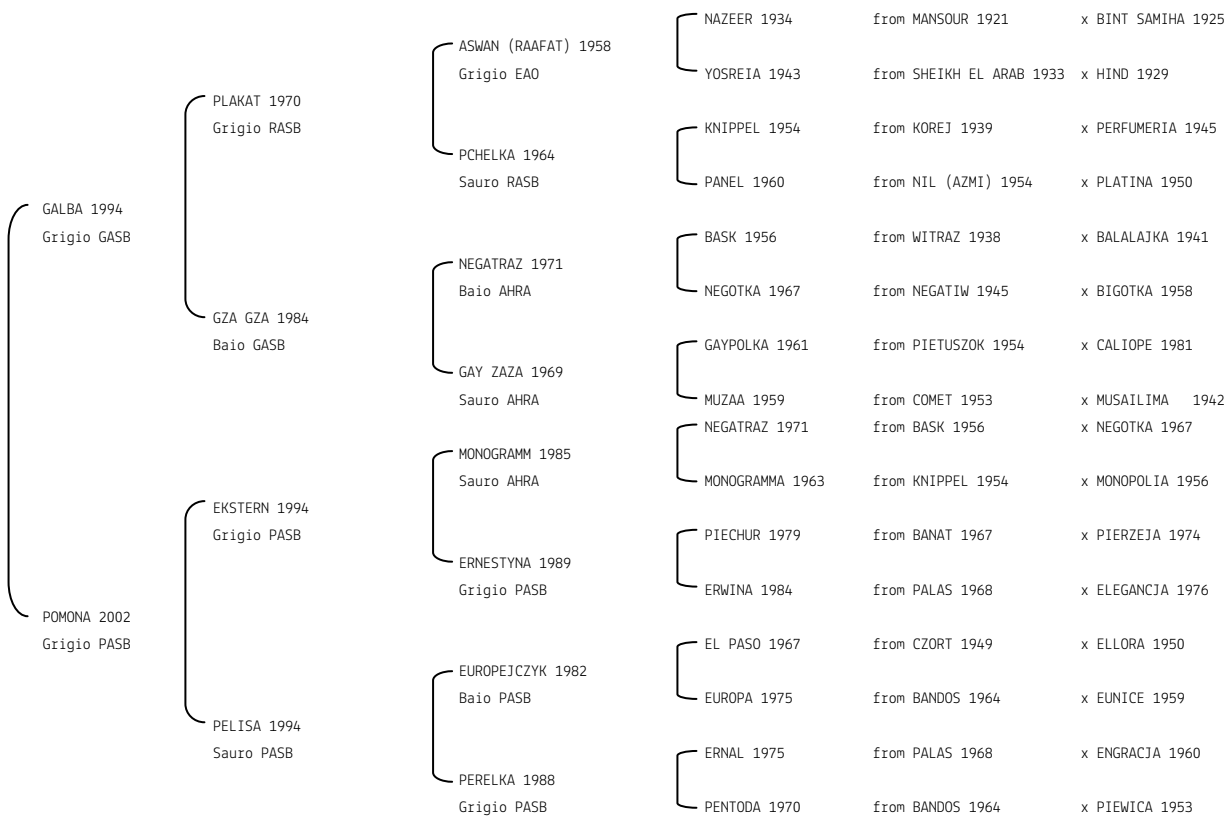 NAZEER 1934 from MANSOUR 1921 x BINT SAMIHA 1925
ASWAN (RAAFAT) 1958
Grigio EAO
YOSREIA 1943 from SHEIKH EL ARAB 1933 x HIND 1929
PLAKAT 1970
Grigio RASB
KNIPPEL 1954 from KOREJ 1939 x PERFUMERIA 1945
PCHELKA 1964
Sauro RASB
PANEL 1960 from NIL (AZMI) 1954 x PLATINA 1950
GALBA 1994
Grigio GASB
BASK 1956 from WITRAZ 1938 x BALALAJKA 1941
NEGATRAZ 1971
Baio AHRA
NEGOTKA 1967 from NEGATIW 1945 x BIGOTKA 1958
GZA GZA 1984
Baio GASB
GAYPOLKA 1961 from PIETUSZOK 1954 x CALIOPE 1981
GAY ZAZA 1969
Sauro AHRA
MUZAA 1959 from COMET 1953 x MUSAILIMA 1942
NEGATRAZ 1971 from BASK 1956 x NEGOTKA 1967
MONOGRAMM 1985
Sauro AHRA
MONOGRAMMA 1963 from KNIPPEL 1954 x MONOPOLIA 1956
EKSTERN 1994
Grigio PASB
PIECHUR 1979 from BANAT 1967 x PIERZEJA 1974
ERNESTYNA 1989
Grigio PASB
ERWINA 1984 from PALAS 1968 x ELEGANCJA 1976
POMONA 2002
Grigio PASB
EL PASO 1967 from CZORT 1949 x ELLORA 1950
EUROPEJCZYK 1982
Baio PASB
EUROPA 1975 from BANDOS 1964 x EUNICE 1959
PELISA 1994
Sauro PASB
ERNAL 1975 from PALAS 1968 x ENGRACJA 1960
PERELKA 1988
Grigio PASB
PENTODA 1970 from BANDOS 1964 x PIEWICA 1953